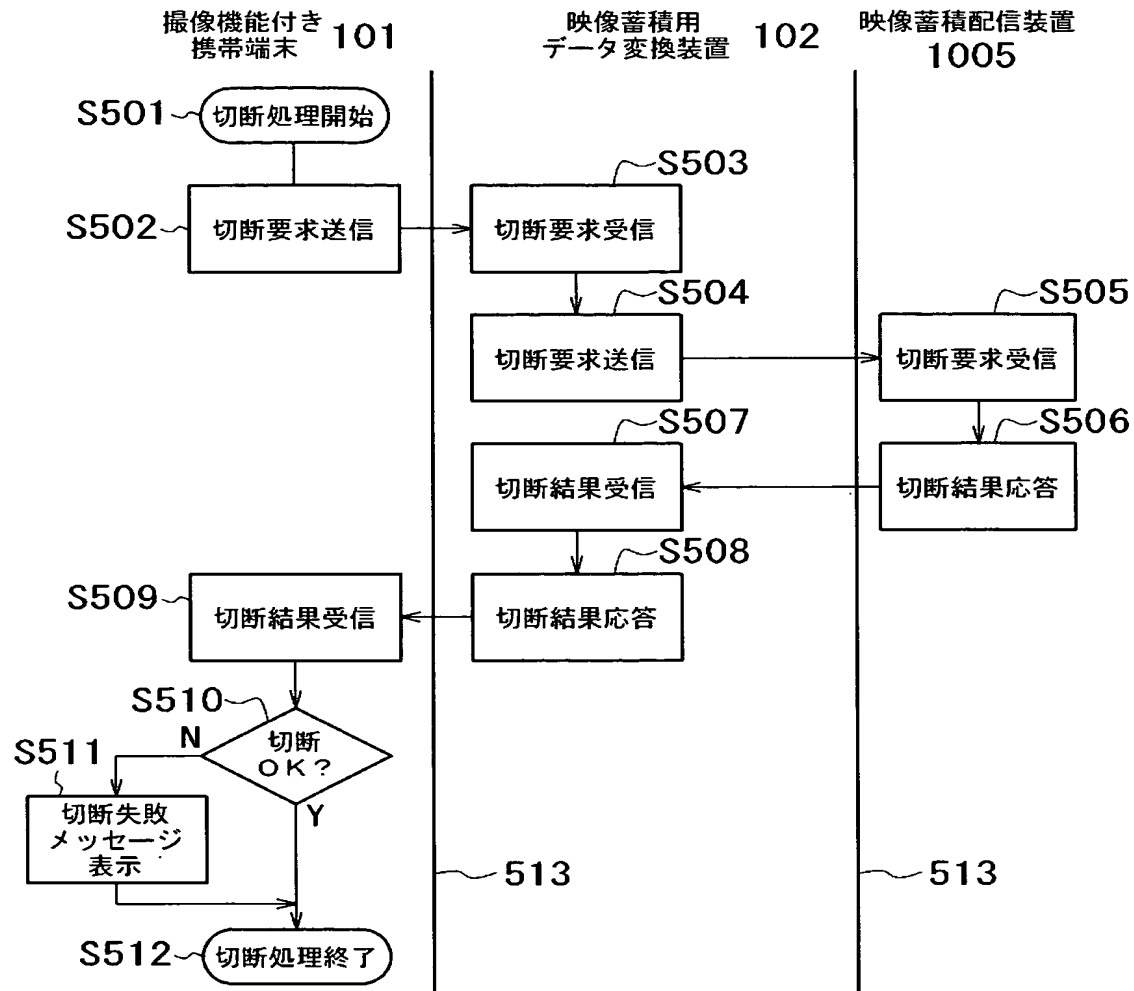 撮像機能付き
携帯端末
101
映像蓄積用
データ変換装置
102
映像蓄積配信装置
1005
S501
切断処理開始
S502
切断要求送信
S503
切断要求受信
S504
切断要求送信
S505
切断要求受信
S506
切断結果応答
S507
切断結果受信
S508
切断結果応答
S509
切断結果受信
S510
切断
OK?
N
Y
S511
切断失敗
メッセージ
表示
513
513
S512
切断処理終了